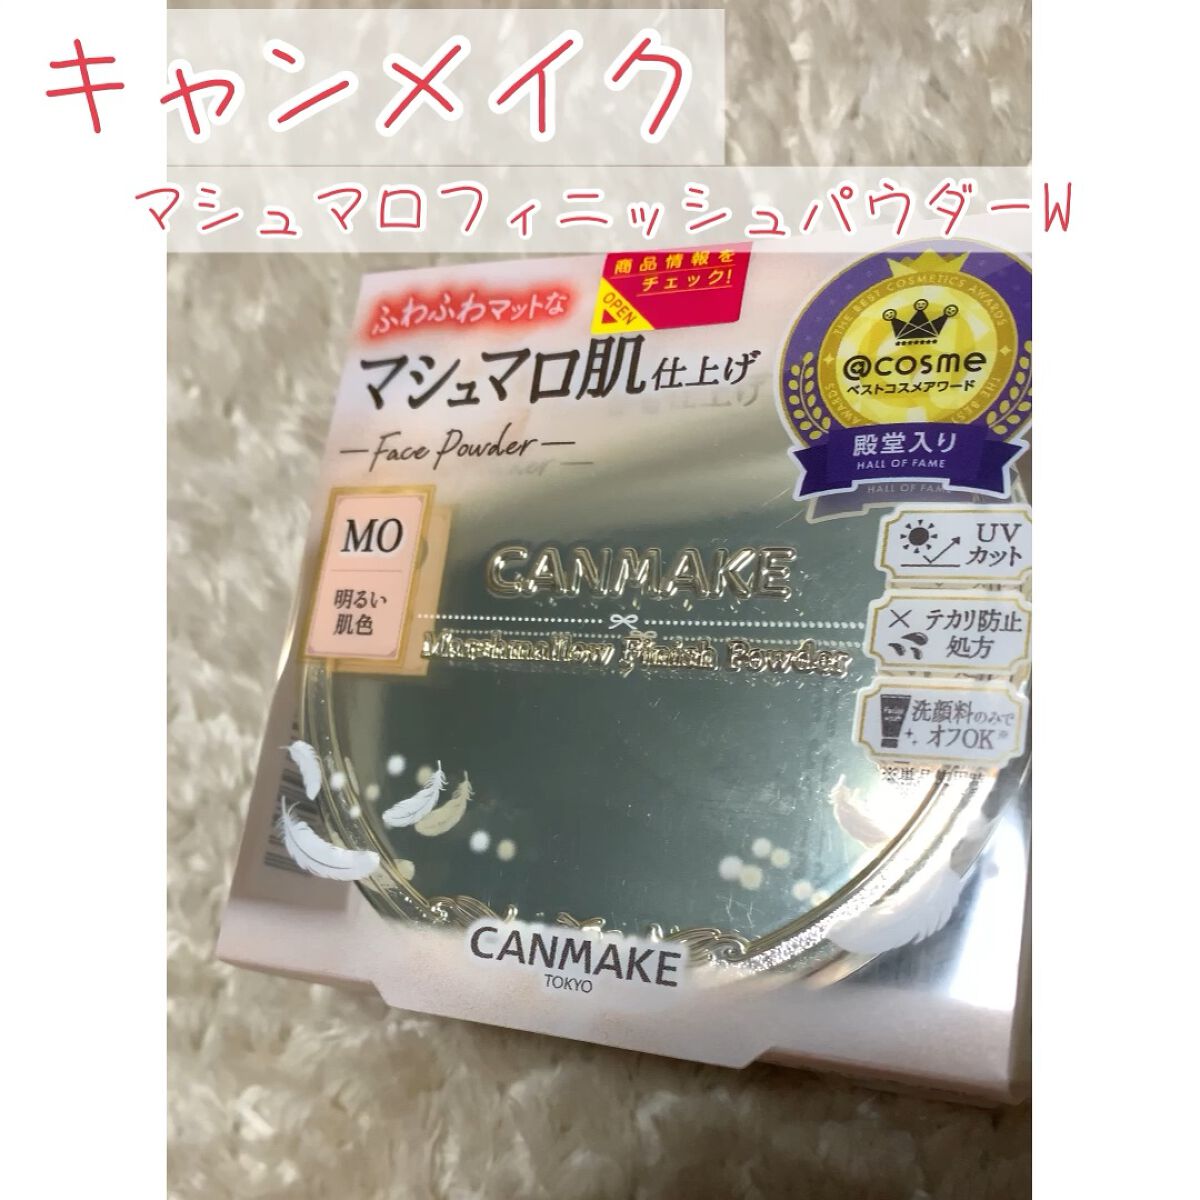 キャンメイク
マシュマロフィニッシュパウダーW
商品情報を
チェック!
OPEN
ふわふわマットな
マシュマロ肌仕上げ
Face Powder
THE BEST COSMETICS AWARDS
@cosme
ベストコスメアワード
殿堂入り
HALL OF FAME
HALL OF FAME
MO
明るい
肌色
CANMAKE
Marshmallow Finish Powder
UV
カット
テカリ防止
処方
洗顔料のみで
オフOK※
CANMAKE
TOKYO